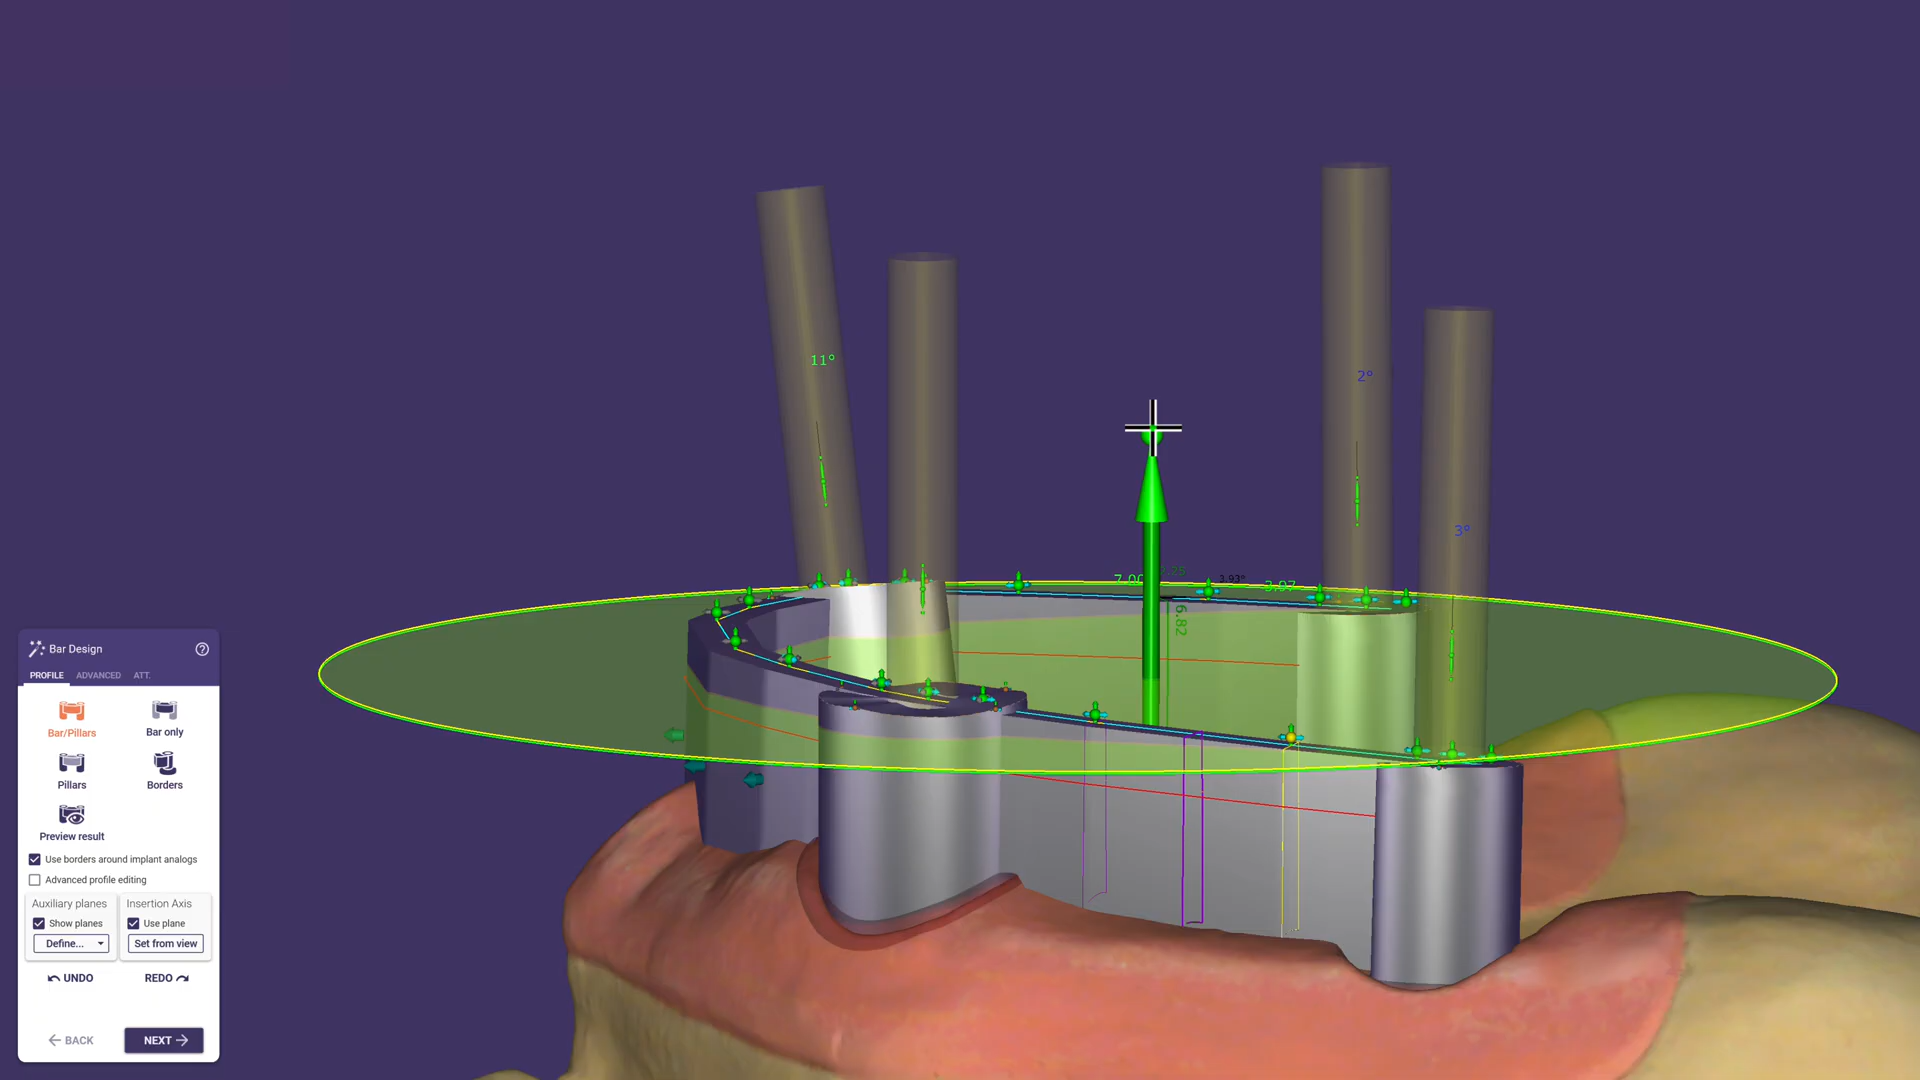 11°
2°
3°
7.00
3.93°
3.97
6.82
Bar Design
PROFILE ADVANCED ATT.
Bar/Pillars Bar only
Pillars Borders
Preview result
Use borders around implant analogs
Advanced profile editing
Auxiliary planes Insertion Axis
Show planes Use plane
Define... Set from view
UNDO REDO
BACK NEXT